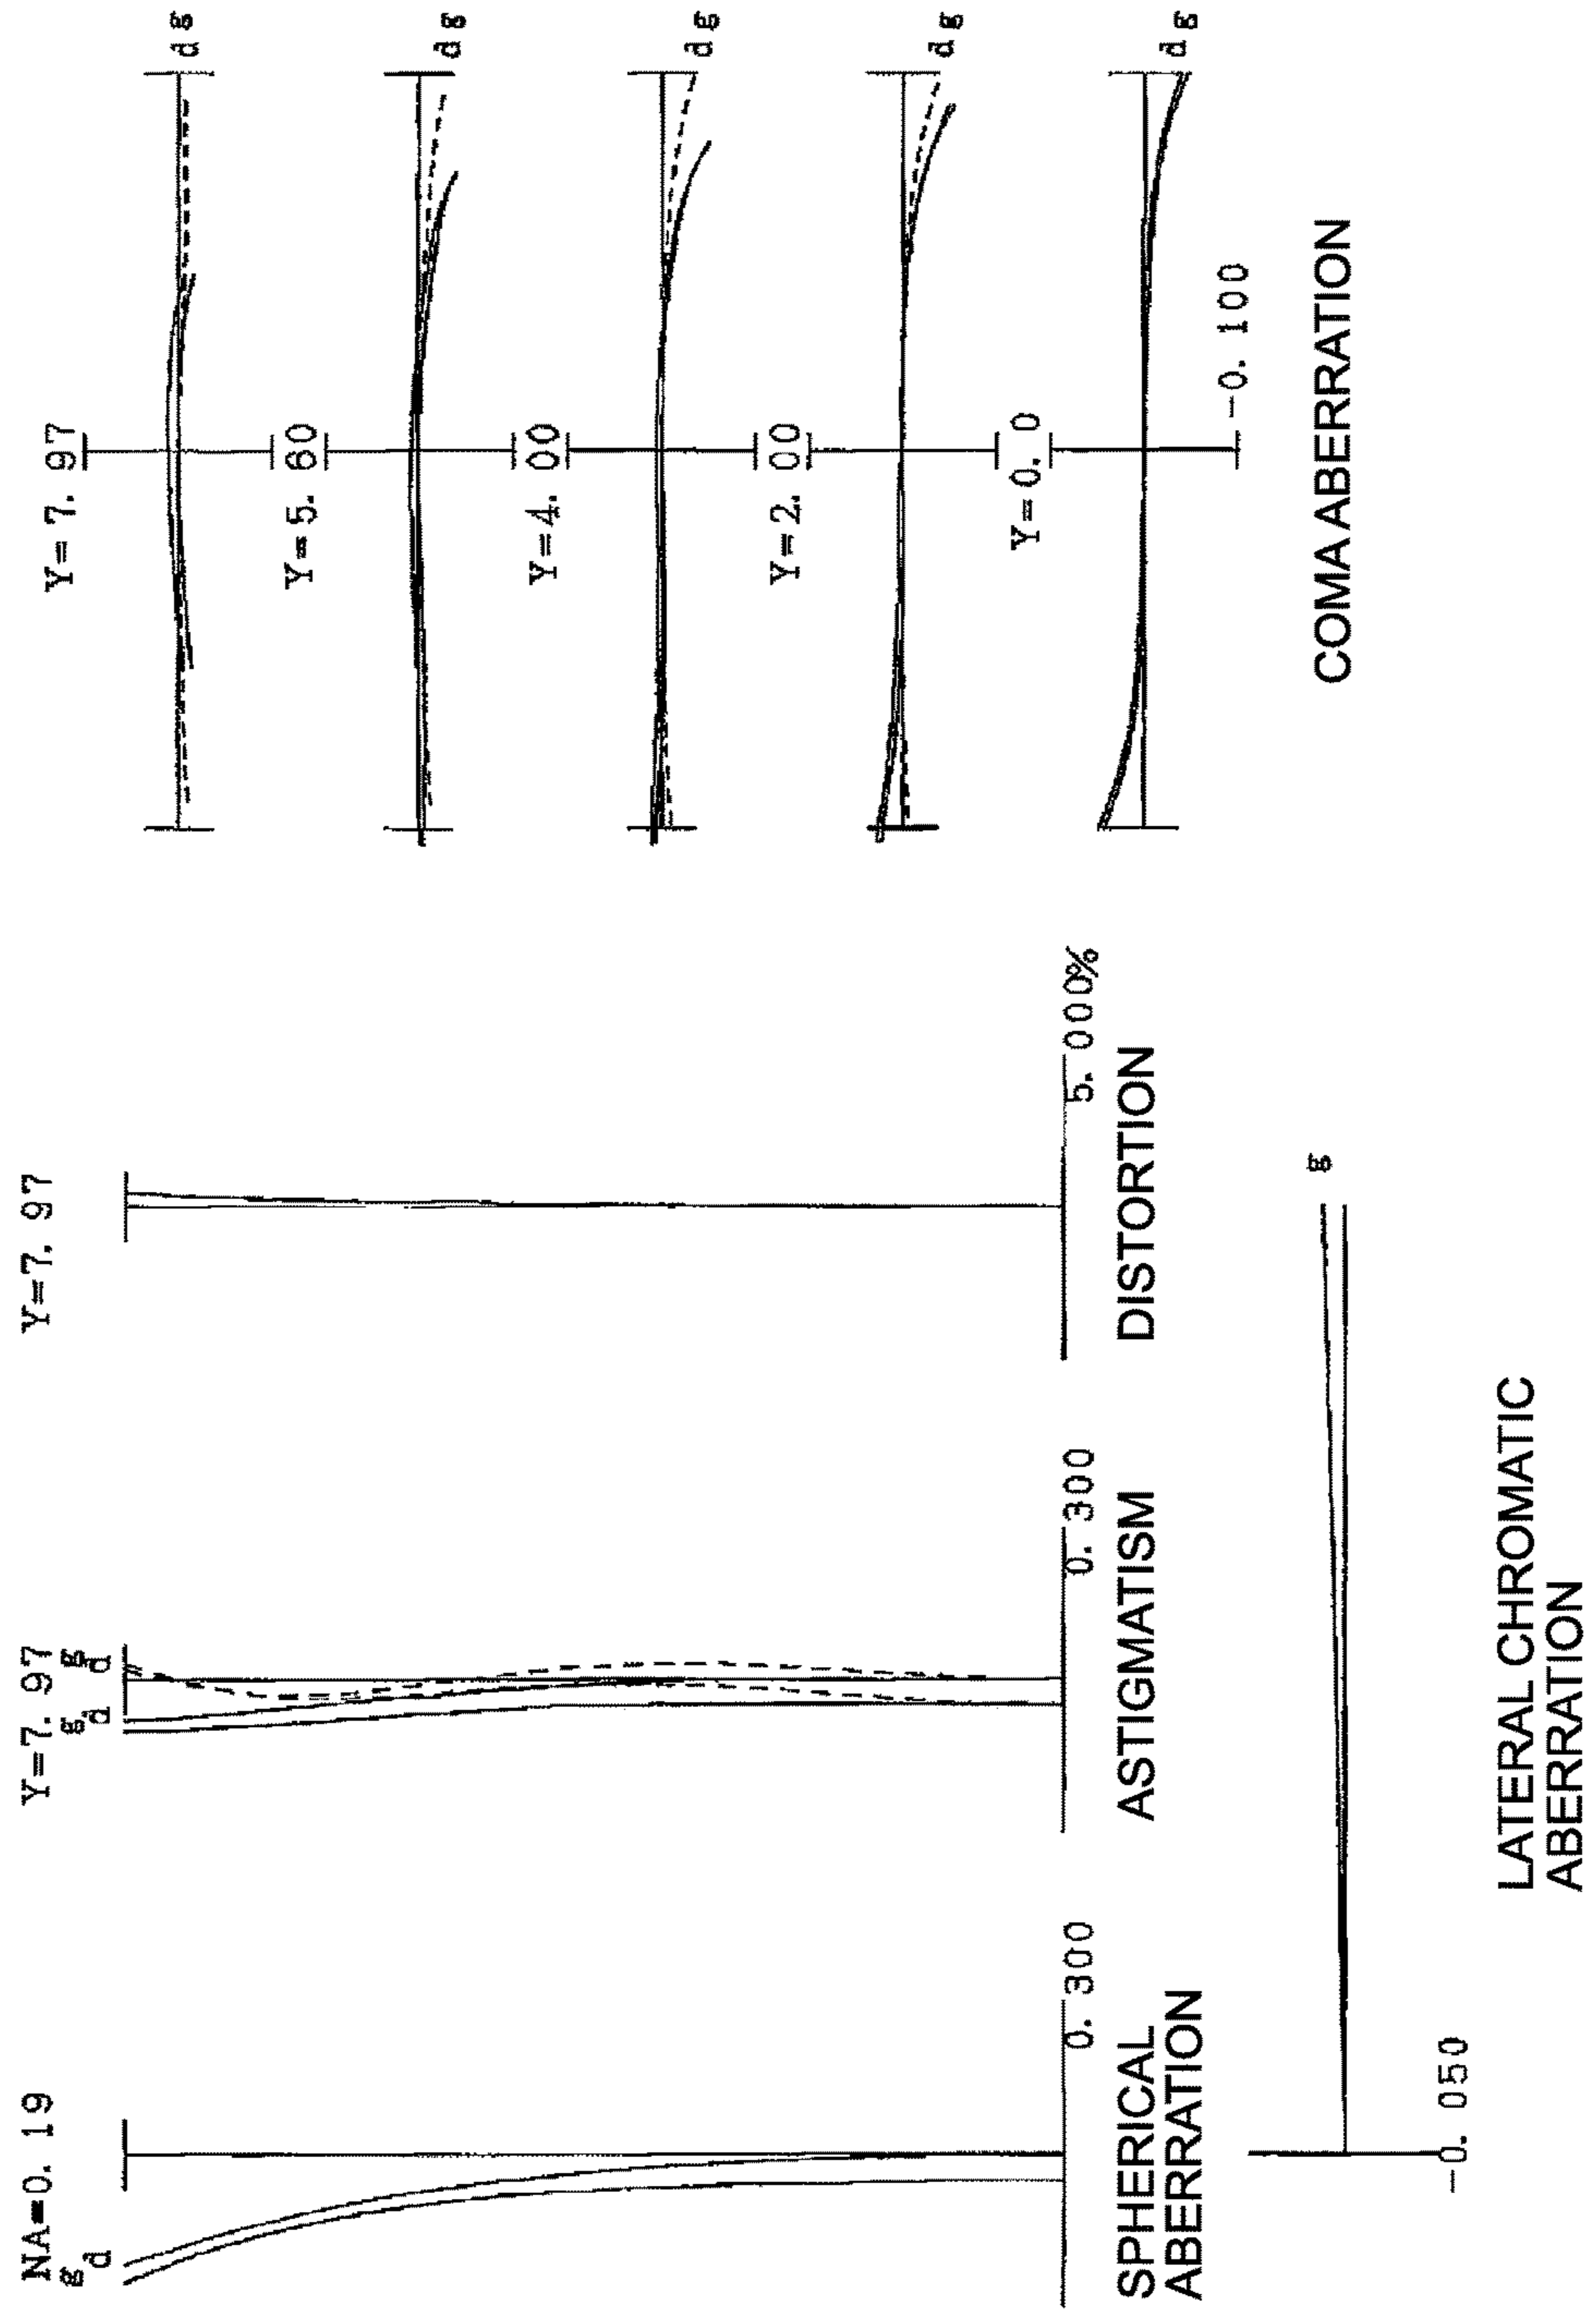 NA=0.19
g
d
0.300
SPHERICAL
ABERRATION
Y=7.97
g g
d d
0.300
ASTIGMATISM
Y=7.97
5.000%
DISTORTION
g
-0.050
LATERAL CHROMATIC
ABERRATION
Y=7.97
d g
Y=5.60
d g
Y=4.00
d g
Y=2.00
d g
Y=0.0
d g
-0.100
COMA ABERRATION